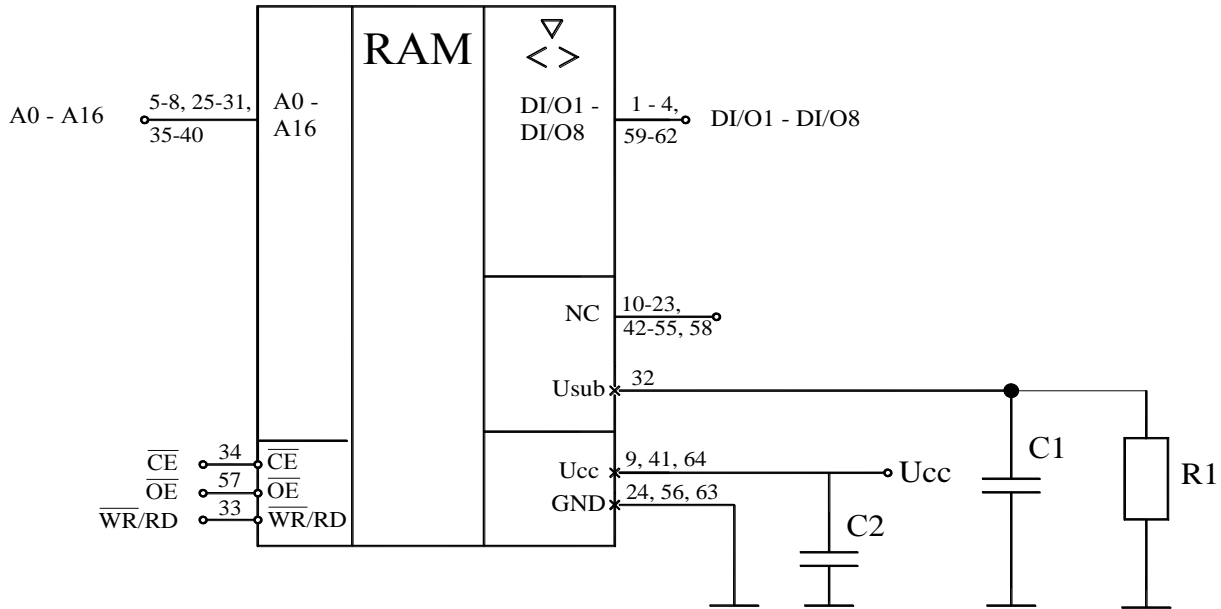 RAM
A0 - A16
5-8, 25-31,
35-40
A0 -
A16
DI/O1 -
DI/O8
1 - 4,
59-62
DI/O1 - DI/O8
NC
10-23,
42-55, 58
Usub
32
C1
R1
CE
34
CE
OE
57
OE
WR/RD
33
WR/RD
Ucc
9, 41, 64
Ucc
GND
24, 56, 63
C2